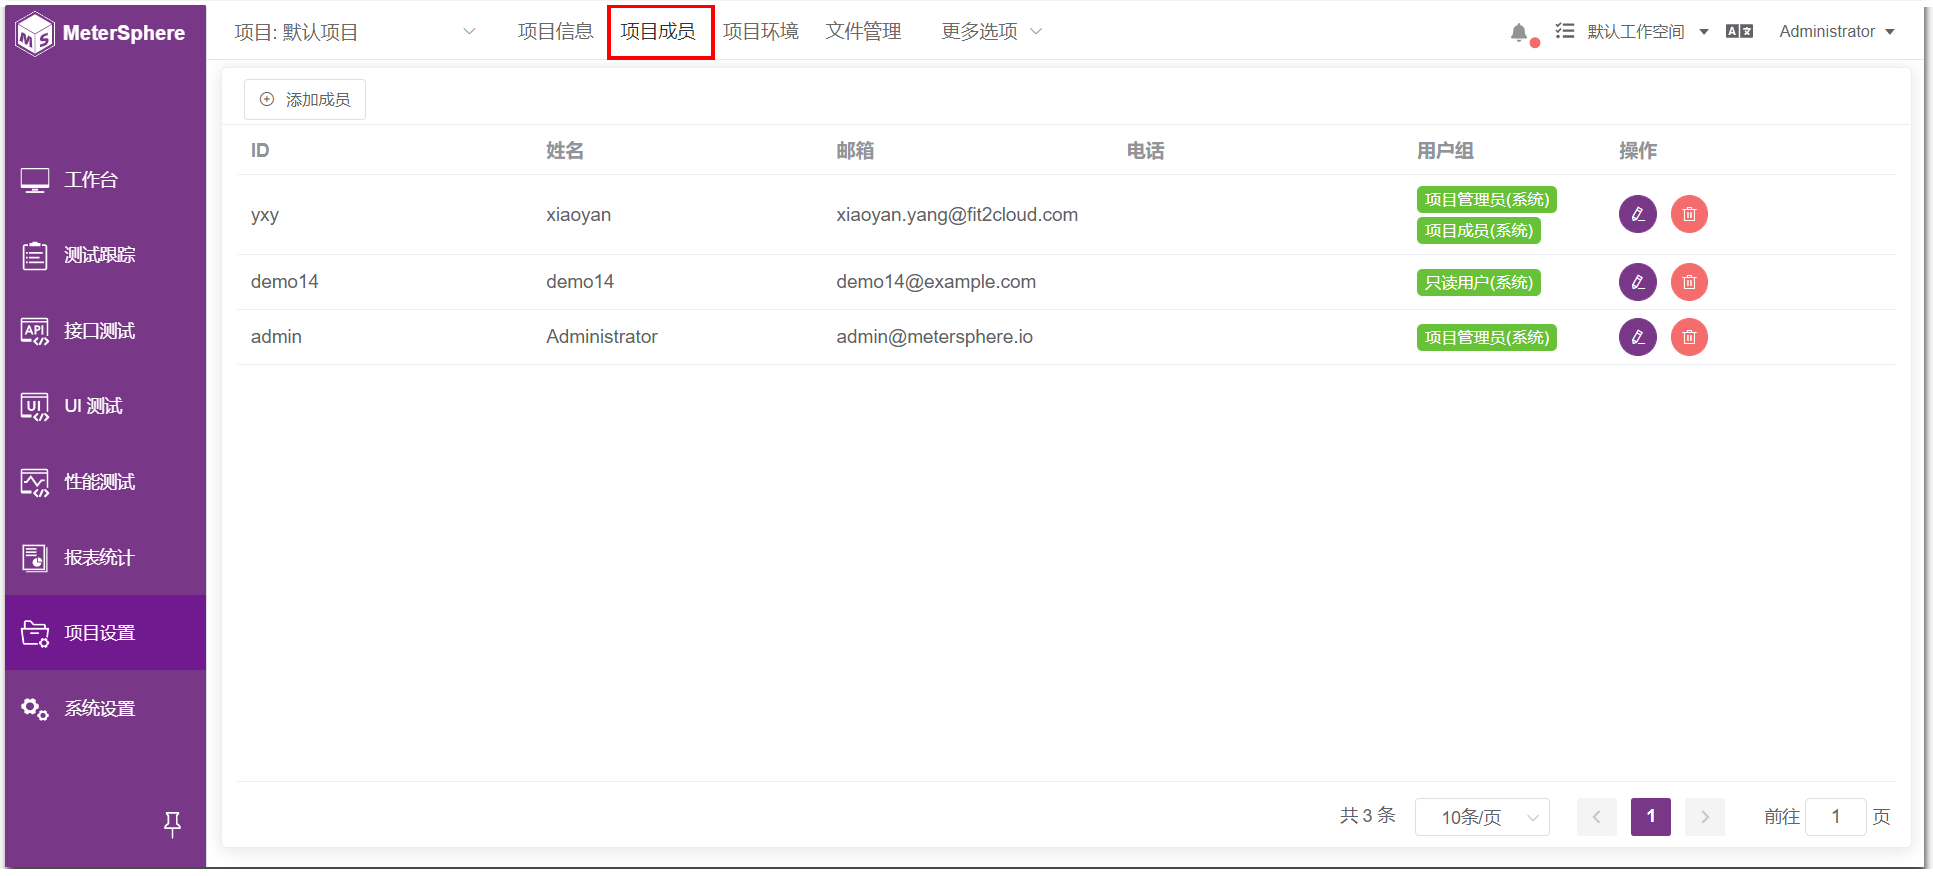 MeterSphere
项目: 默认项目
项目信息
项目成员
项目环境
文件管理
更多选项
默认工作空间
Administrator
工作台
测试跟踪
API
接口测试
UI
UI 测试
性能测试
报表统计
项目设置
系统设置
添加成员
ID 姓名 邮箱 电话 用户组 操作
yxy xiaoyan xiaoyan.yang@fit2cloud.com 项目管理员(系统)
项目成员(系统)
demo14 demo14 demo14@example.com 只读用户(系统)
admin Administrator admin@metersphere.io 项目管理员(系统)
共 3 条 10条/页 1 前往 1 页